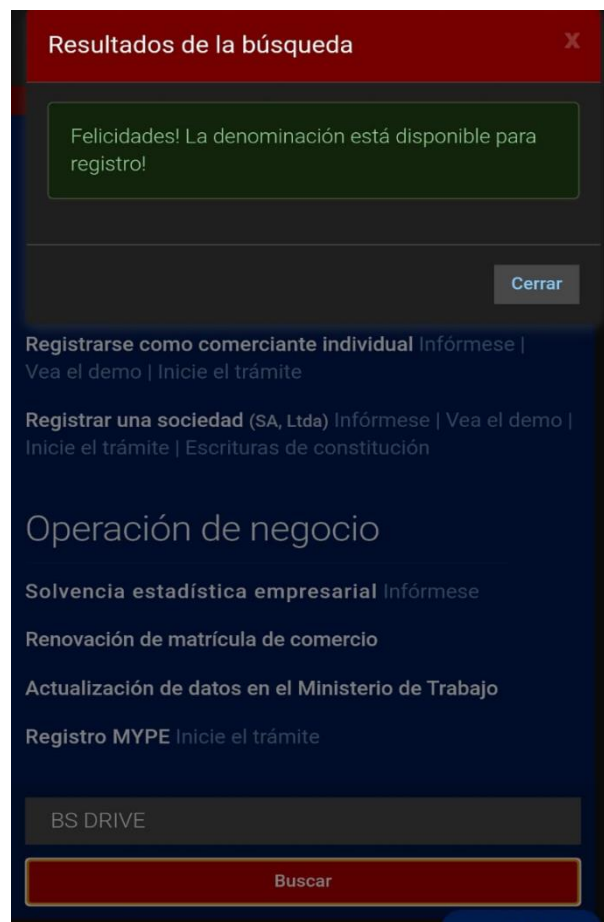 Resultados de la búsqueda
x
Felicidades! La denominación está disponible para
registro!
Cerrar
Registrarse como comerciante individual Infórmese |
Vea el demo | Inicie el trámite
Registrar una sociedad (SA, Ltda) Infórmese | Vea el demo |
Inicie el trámite | Escrituras de constitución
Operación de negocio
Solvencia estadística empresarial Infórmese
Renovación de matrícula de comercio
Actualización de datos en el Ministerio de Trabajo
Registro MYPE Inicie el trámite
BS DRIVE
Buscar